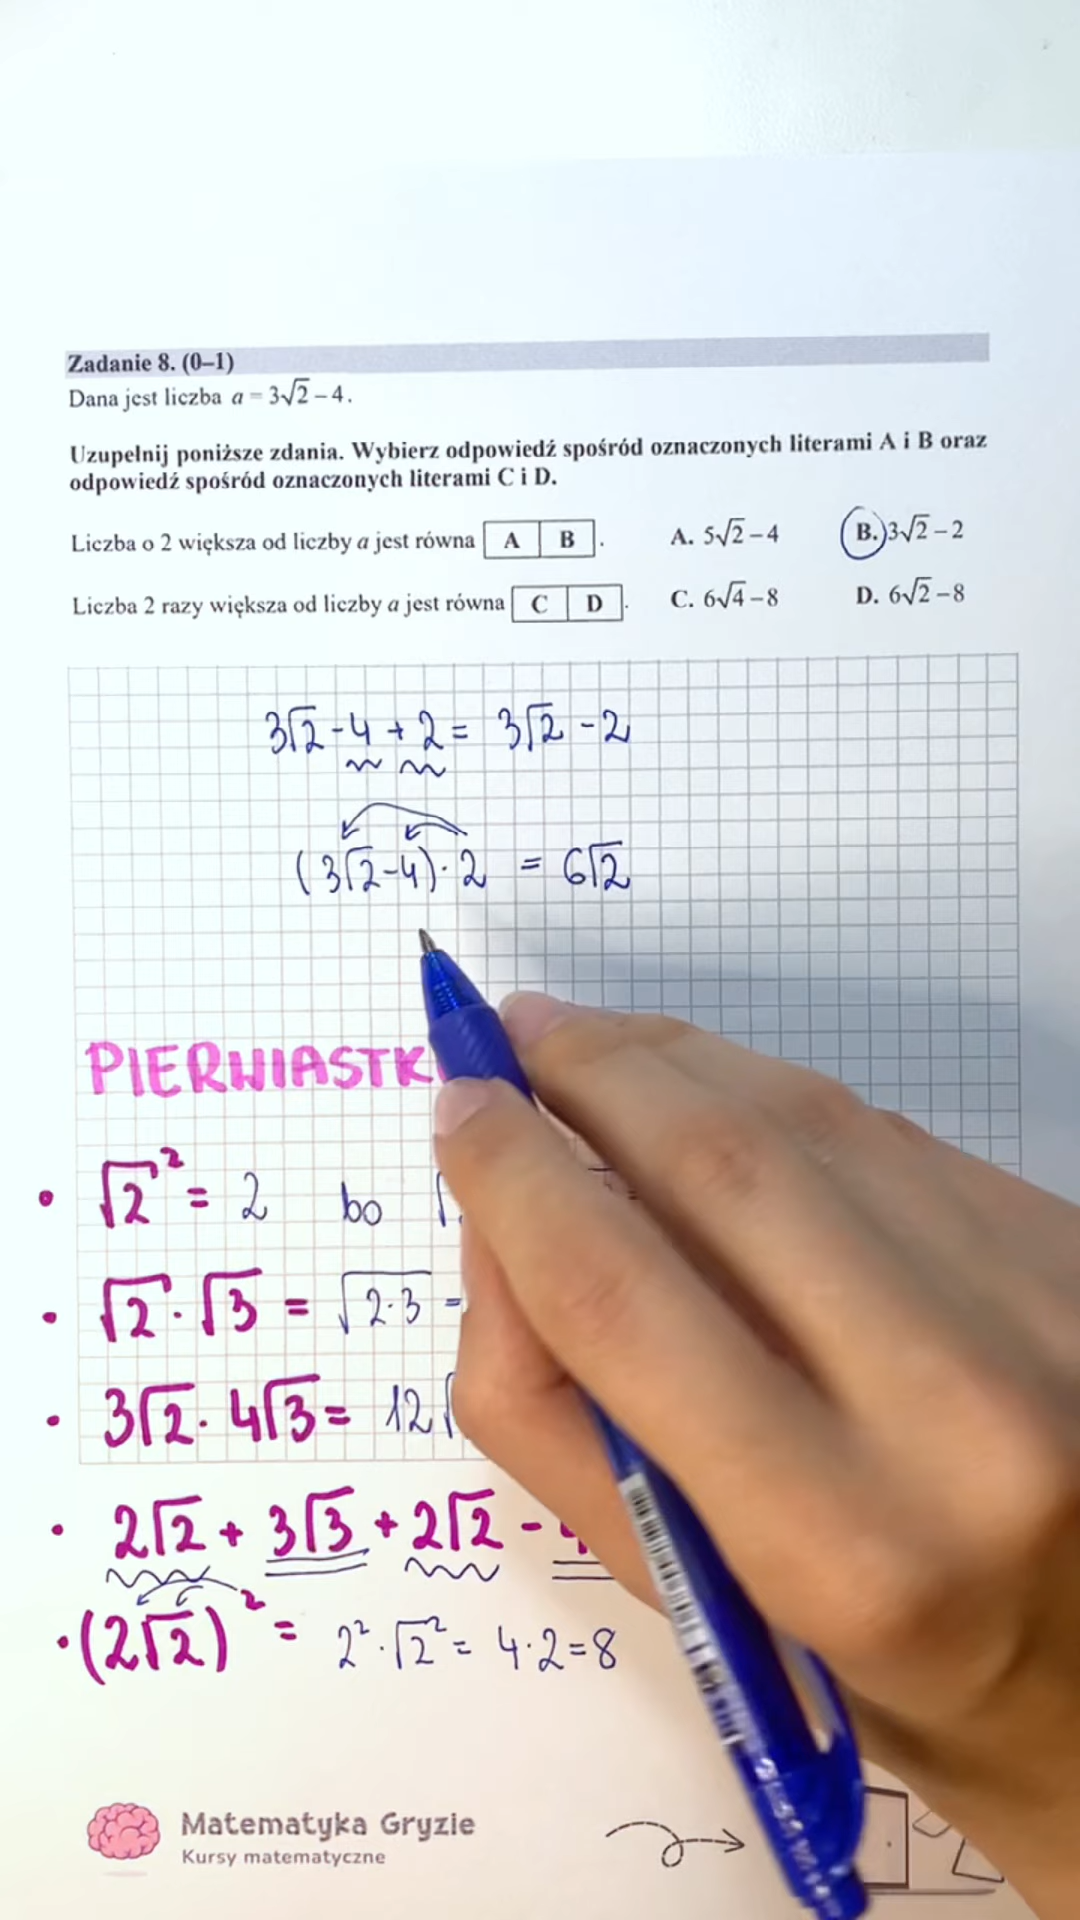 Zadanie 8. (0–1)
Dana jest liczba a = 3√2 – 4.
Uzupełnij poniższe zdania. Wybierz odpowiedź spośród oznaczonych literami A i B oraz
odpowiedź spośród oznaczonych literami C i D.
Liczba o 2 większa od liczby a jest równa A B . A. 5√2 – 4 B. 3√2 – 2
Liczba 2 razy większa od liczby a jest równa C D . C. 6√4 – 8 D. 6√2 – 8
3√2 - 4 + 2 = 3√2 - 2
(3√2 - 4) · 2 = 6√2
• √2² = 2 bo
• √2 · √3 = √2·3 =
• 3√2 · 4√3 = 12
• 2√2 + 3√3 + 2√2 -
• (2√2)² = 2² · √2² = 4 · 2 = 8
Matematyka Gryzie
Kursy matematyczne